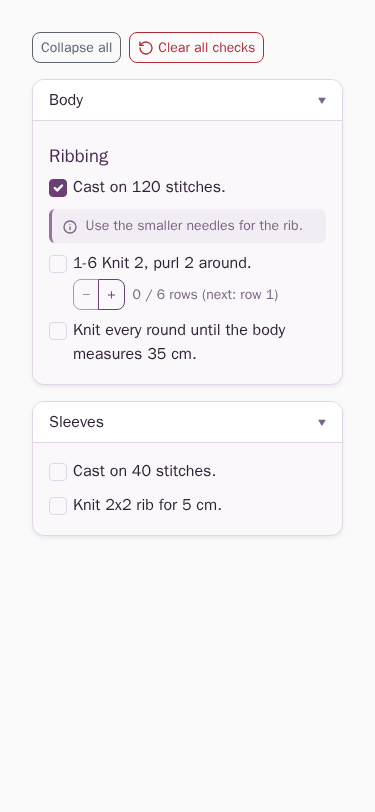 Collapse all
Clear all checks
Body
Ribbing
Cast on 120 stitches.
Use the smaller needles for the rib.
1-6 Knit 2, purl 2 around.
− + 0 / 6 rows (next: row 1)
Knit every round until the body
measures 35 cm.
Sleeves
Cast on 40 stitches.
Knit 2x2 rib for 5 cm.